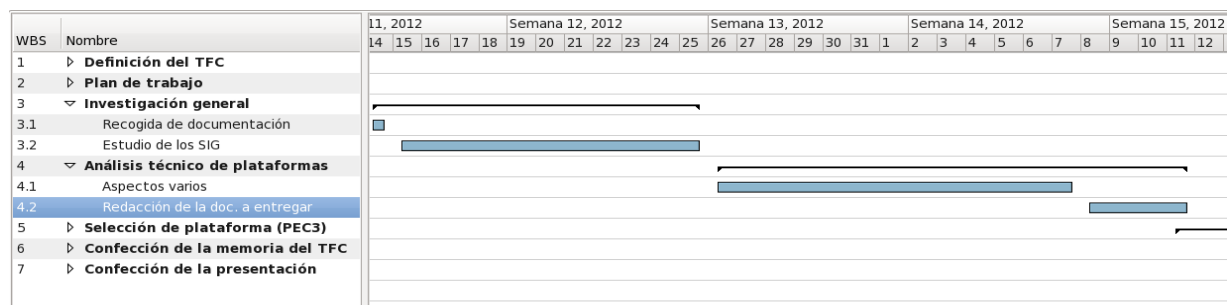 11, 2012 Semana 12, 2012 Semana 13, 2012 Semana 14, 2012 Semana 15, 2012
WBS Nombre 14 15 16 17 18 19 20 21 22 23 24 25 26 27 28 29 30 31 1 2 3 4 5 6 7 8 9 10 11 12
1 Definición del TFC
2 Plan de trabajo
3 Investigación general
3.1 Recogida de documentación
3.2 Estudio de los SIG
4 Análisis técnico de plataformas
4.1 Aspectos varios
4.2 Redacción de la doc. a entregar
5 Selección de plataforma (PEC3)
6 Confección de la memoria del TFC
7 Confección de la presentación